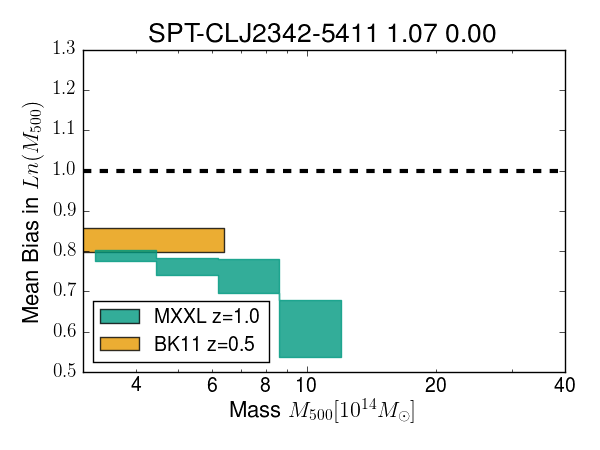 SPT-CLJ2342-5411 1.07 0.00
1.3
1.2
1.1
1.0
0.9
0.8
0.7
0.6
0.5
Mean Bias in Ln(M500)
MXXL z=1.0
BK11 z=0.5
4 6 8 10 20 40
Mass M500[10^14 M⊙]